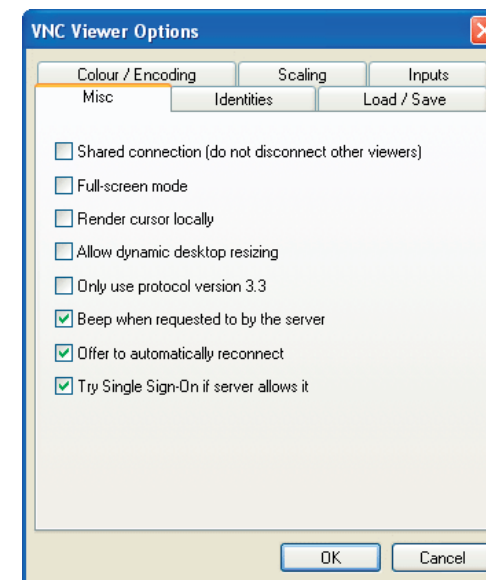 VNC Viewer Options
Colour / Encoding Scaling Inputs
Misc Identities Load / Save
Shared connection (do not disconnect other viewers)
Full-screen mode
Render cursor locally
Allow dynamic desktop resizing
Only use protocol version 3.3
Beep when requested to by the server
Offer to automatically reconnect
Try Single Sign-On if server allows it
OK Cancel